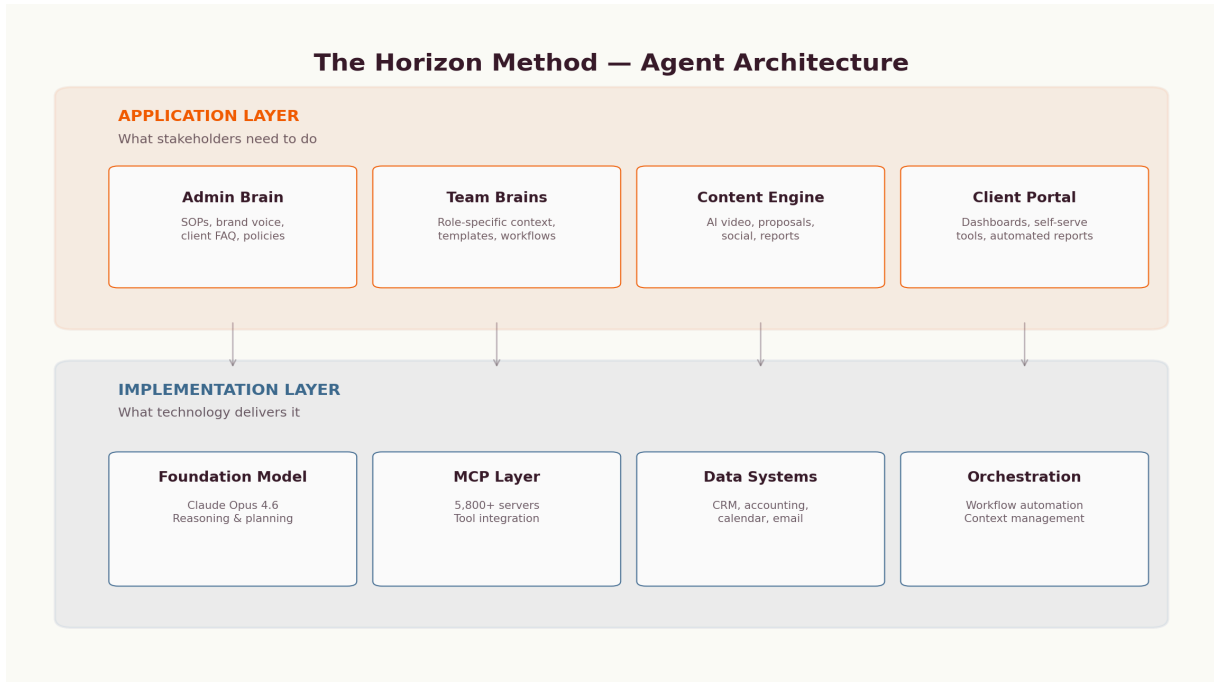 The Horizon Method — Agent Architecture
APPLICATION LAYER
What stakeholders need to do
Admin Brain
SOPs, brand voice,
client FAQ, policies
Team Brains
Role-specific context,
templates, workflows
Content Engine
AI video, proposals,
social, reports
Client Portal
Dashboards, self-serve
tools, automated reports
IMPLEMENTATION LAYER
What technology delivers it
Foundation Model
Claude Opus 4.6
Reasoning & planning
MCP Layer
5,800+ servers
Tool integration
Data Systems
CRM, accounting,
calendar, email
Orchestration
Workflow automation
Context management